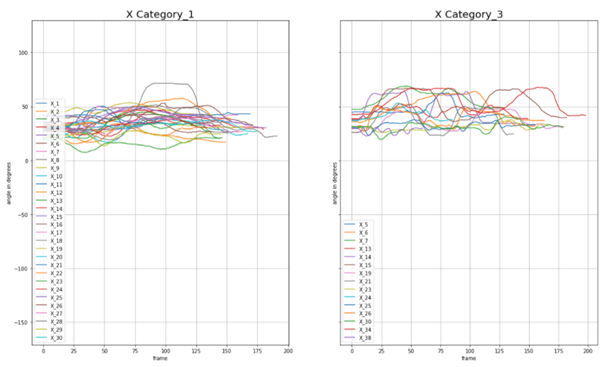 X Category_1
100
50
0
−50
−100
−150
angle in degrees
X_1
X_2
X_3
X_4
X_5
X_6
X_7
X_8
X_9
X_10
X_11
X_12
X_13
X_14
X_15
X_16
X_17
X_18
X_19
X_20
X_21
X_22
X_23
X_24
X_25
X_26
X_27
X_28
X_29
X_30
0 25 50 75 100 125 150 175 200
frame
X Category_3
angle in degrees
X_5
X_6
X_7
X_13
X_14
X_15
X_19
X_21
X_23
X_24
X_25
X_26
X_30
X_34
X_38
0 25 50 75 100 125 150 175 200
frame